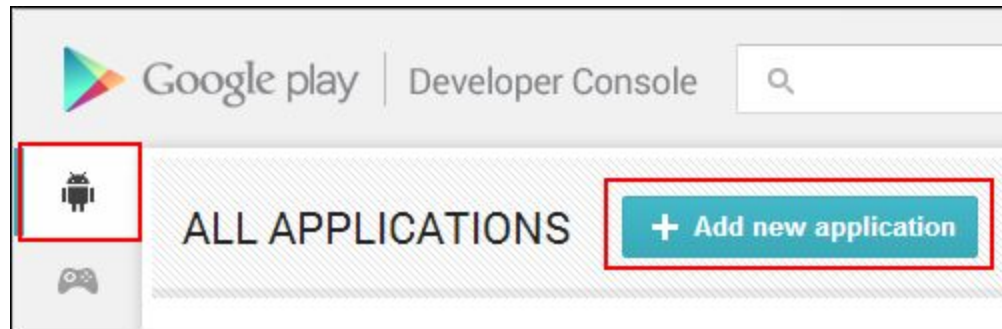 Google play Developer Console
ALL APPLICATIONS
+ Add new application